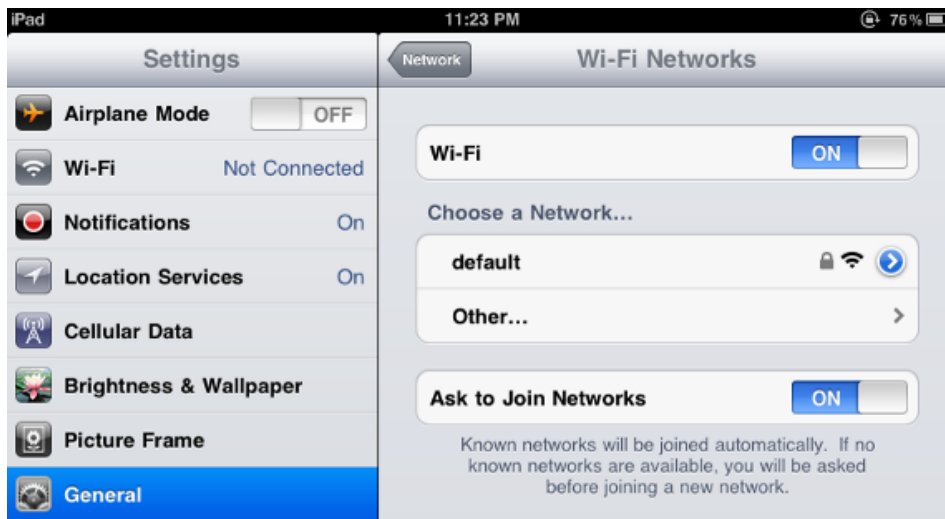 iPad 11:23 PM 76%
Settings
Airplane Mode OFF
Wi-Fi Not Connected
Notifications On
Location Services On
Cellular Data
Brightness & Wallpaper
Picture Frame
General
Network Wi-Fi Networks
Wi-Fi ON
Choose a Network...
default
Other...
Ask to Join Networks ON
Known networks will be joined automatically. If no
known networks are available, you will be asked
before joining a new network.